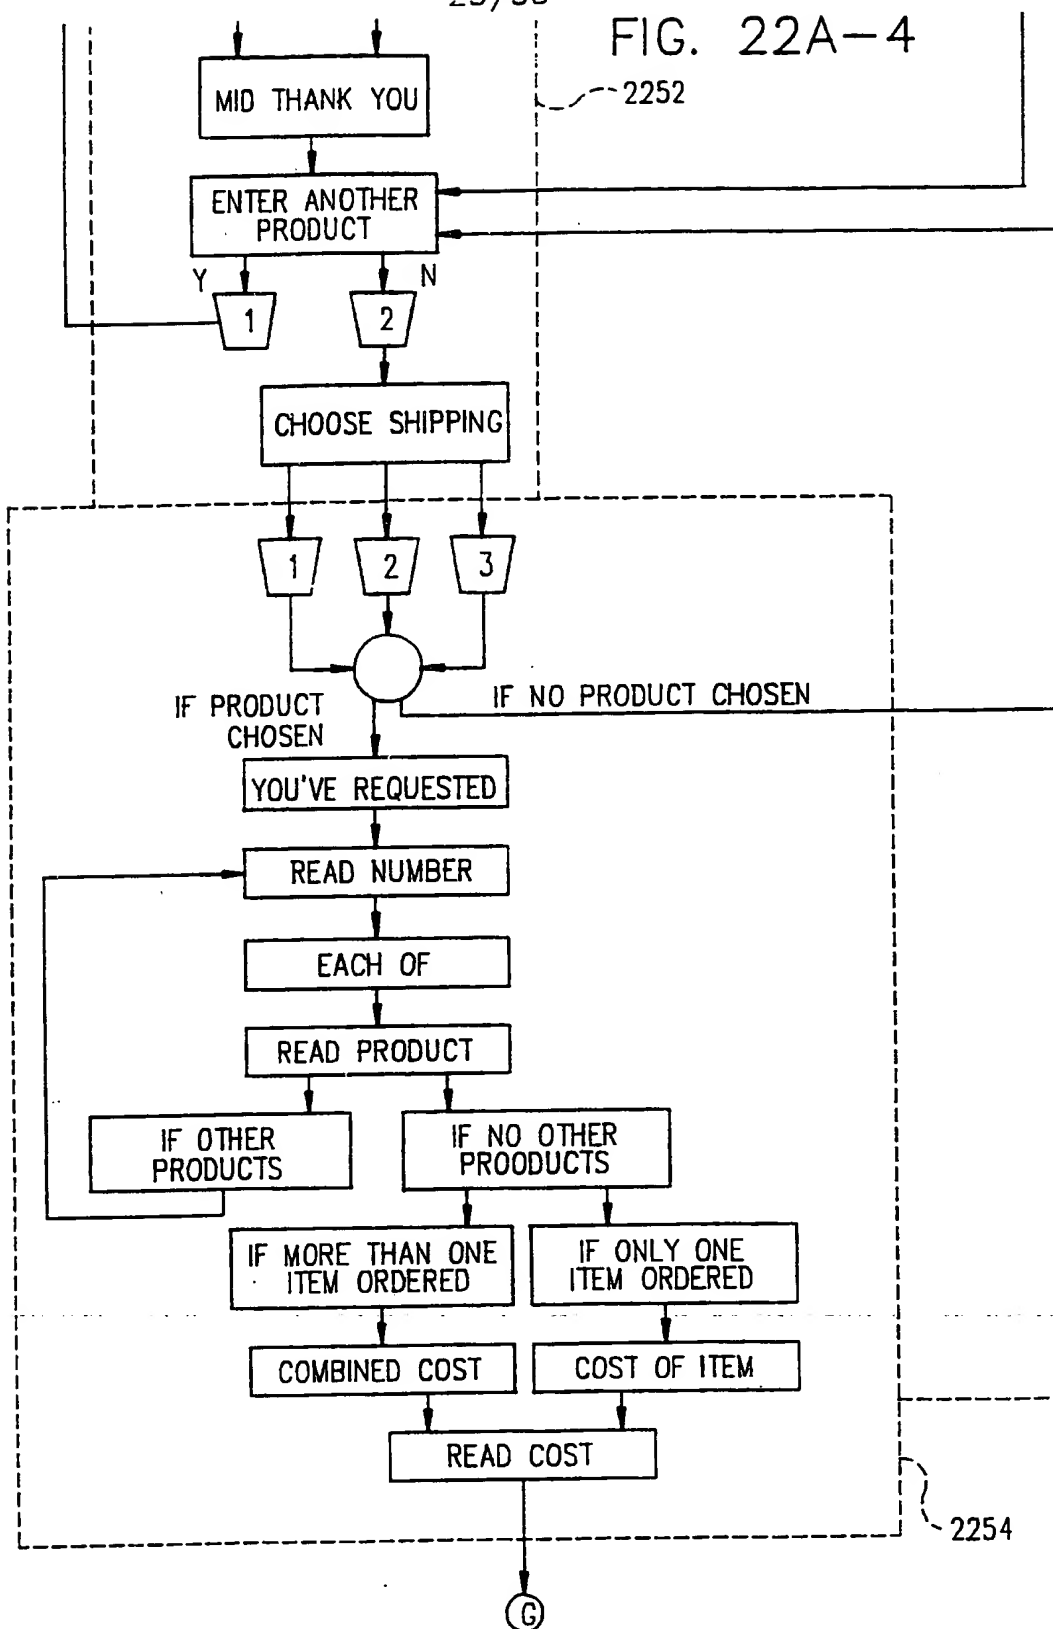 FIG. 22A-4
MID THANK YOU
2252
ENTER ANOTHER
PRODUCT
Y
N
1
2
CHOOSE SHIPPING
1
2
3
IF PRODUCT
CHOSEN
IF NO PRODUCT CHOSEN
YOU'VE REQUESTED
READ NUMBER
EACH OF
READ PRODUCT
IF OTHER
PRODUCTS
IF NO OTHER
PROODUCTS
IF MORE THAN ONE
ITEM ORDERED
IF ONLY ONE
ITEM ORDERED
COMBINED COST
COST OF ITEM
READ COST
2254
G